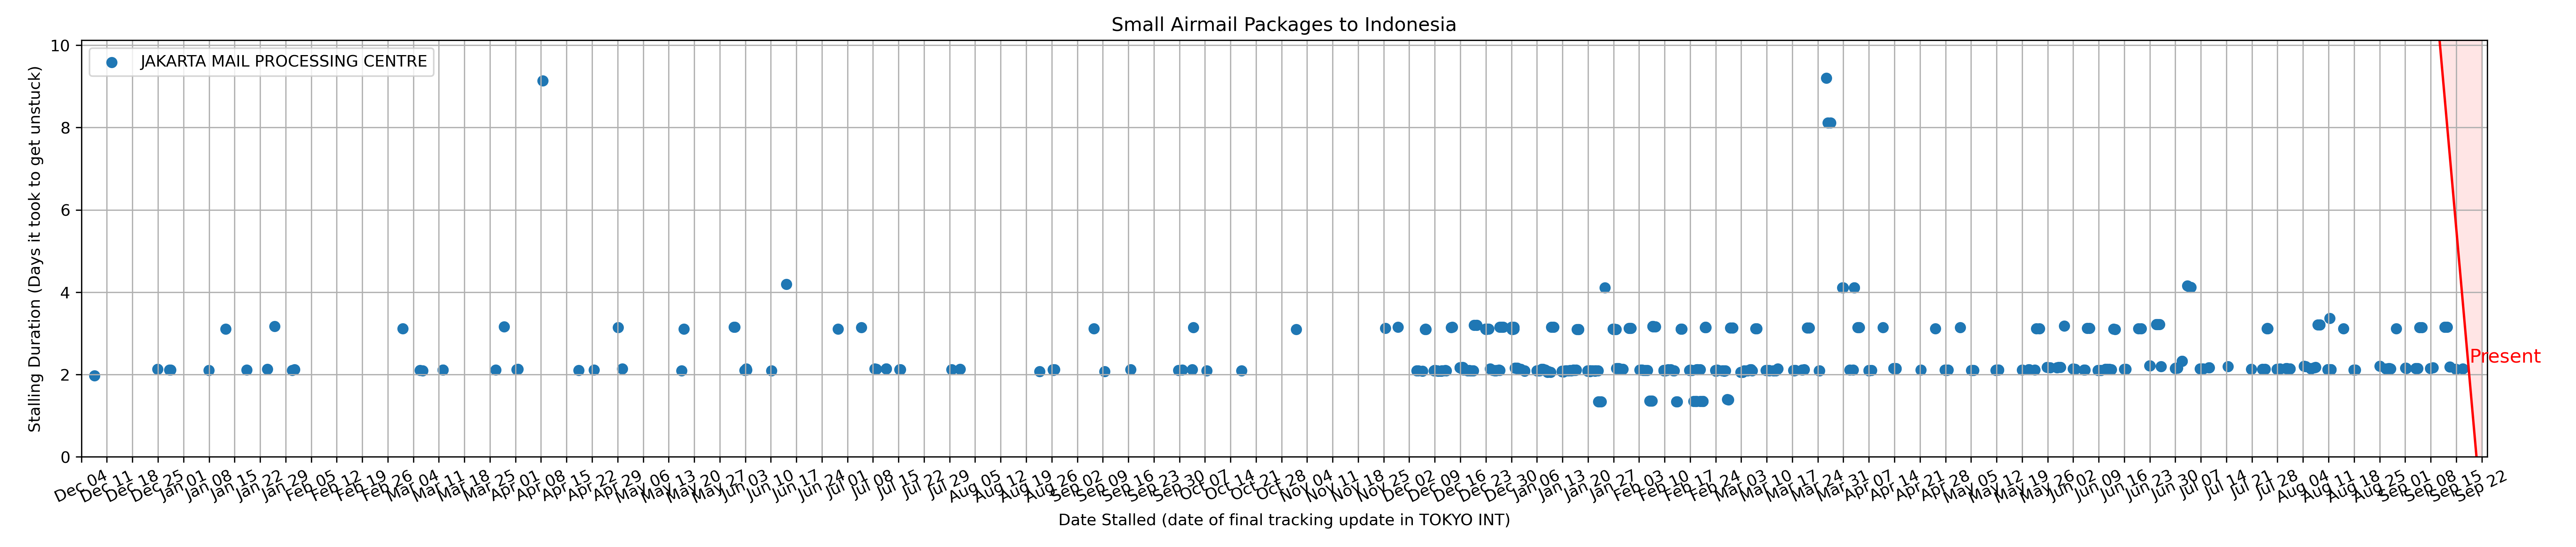 Small Airmail Packages to Indonesia
JAKARTA MAIL PROCESSING CENTRE
Stalling Duration (Days it took to get unstuck)
10
8
6
4
2
0
Present
Dec 04
Dec 11
Dec 18
Dec 25
Jan 01
Jan 08
Jan 15
Jan 22
Jan 29
Feb 05
Feb 12
Feb 19
Feb 26
Mar 04
Mar 11
Mar 18
Mar 25
Apr 01
Apr 08
Apr 15
Apr 22
Apr 29
May 06
May 13
May 20
May 27
Jun 03
Jun 10
Jun 17
Jun 24
Jul 01
Jul 08
Jul 15
Jul 22
Jul 29
Aug 05
Aug 12
Aug 19
Aug 26
Sep 02
Sep 09
Sep 16
Sep 23
Sep 30
Oct 07
Oct 14
Oct 21
Oct 28
Nov 04
Nov 11
Nov 18
Nov 25
Dec 02
Dec 09
Dec 16
Dec 23
Dec 30
Jan 06
Jan 13
Jan 20
Jan 27
Feb 03
Feb 10
Feb 17
Feb 24
Mar 03
Mar 10
Mar 17
Mar 24
Mar 31
Apr 07
Apr 14
Apr 21
Apr 28
May 05
May 12
May 19
May 26
Jun 02
Jun 09
Jun 16
Jun 23
Jun 30
Jul 07
Jul 14
Jul 21
Jul 28
Aug 04
Aug 11
Aug 18
Aug 25
Sep 01
Sep 08
Sep 15
Sep 22
Date Stalled (date of final tracking update in TOKYO INT)